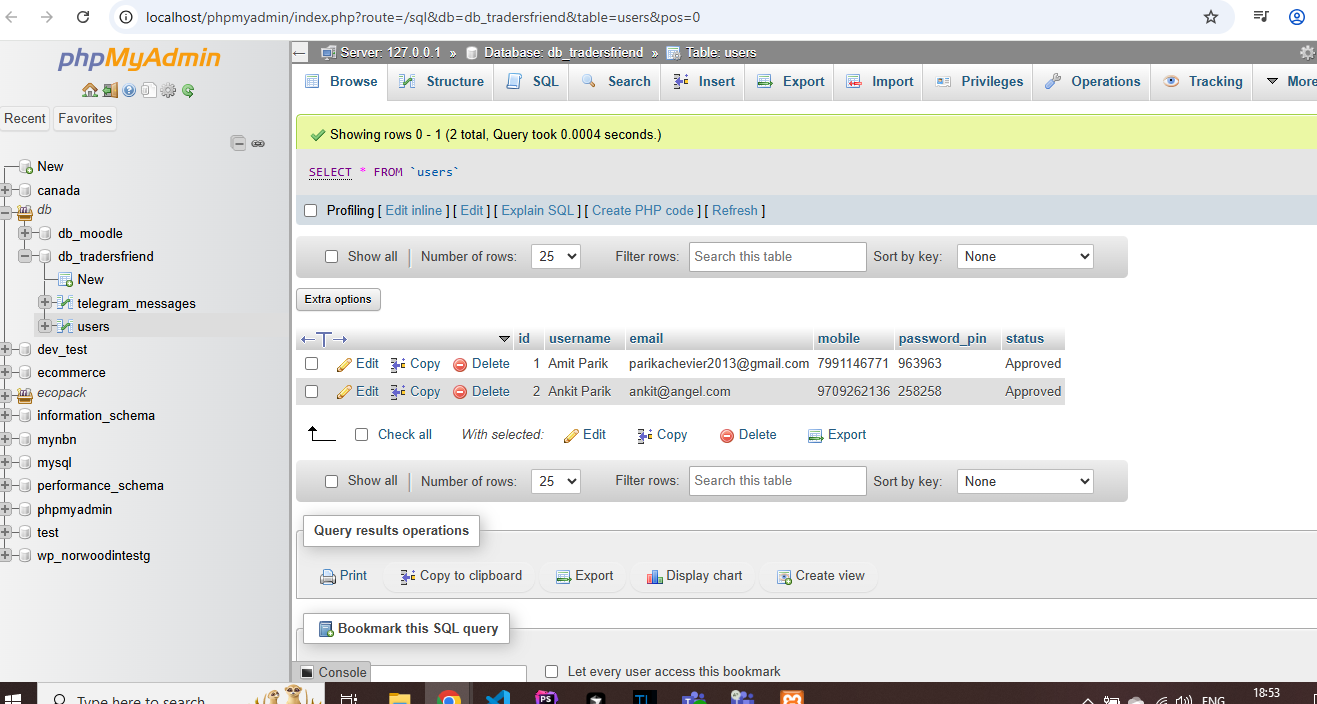 localhost/phpmyadmin/index.php?route=/sql&db=db_tradersfriend&table=users&pos=0
phpMyAdmin
Recent Favorites
New
canada
db
db_moodle
db_tradersfriend
New
telegram_messages
users
dev_test
ecommerce
ecopack
information_schema
mynbn
mysql
performance_schema
phpmyadmin
test
wp_norwoodintestg
Server: 127.0.0.1 » Database: db_tradersfriend » Table: users
Browse Structure SQL Search Insert Export Import Privileges Operations Tracking More
Showing rows 0 - 1 (2 total, Query took 0.0004 seconds.)
SELECT * FROM `users`
Profiling [ Edit inline ] [ Edit ] [ Explain SQL ] [ Create PHP code ] [ Refresh ]
Show all Number of rows: 25 Filter rows: Search this table Sort by key: None
Extra options
id username email mobile password_pin status
Edit Copy Delete 1 Amit Parik parikachevier2013@gmail.com 7991146771 963963 Approved
Edit Copy Delete 2 Ankit Parik ankit@angel.com 9709262136 258258 Approved
Check all With selected: Edit Copy Delete Export
Show all Number of rows: 25 Filter rows: Search this table Sort by key: None
Query results operations
Print Copy to clipboard Export Display chart Create view
Bookmark this SQL query
Console Let every user access this bookmark
Type here to search
ENG 18:53